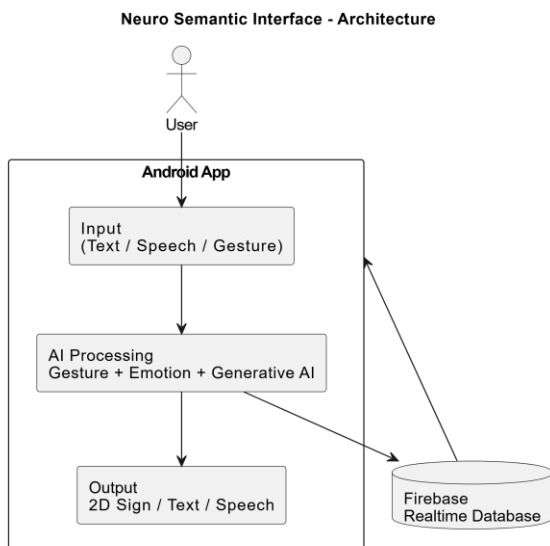 Neuro Semantic Interface - Architecture
User
Android App
Input
(Text / Speech / Gesture)
AI Processing
Gesture + Emotion + Generative AI
Output
2D Sign / Text / Speech
Firebase
Realtime Database